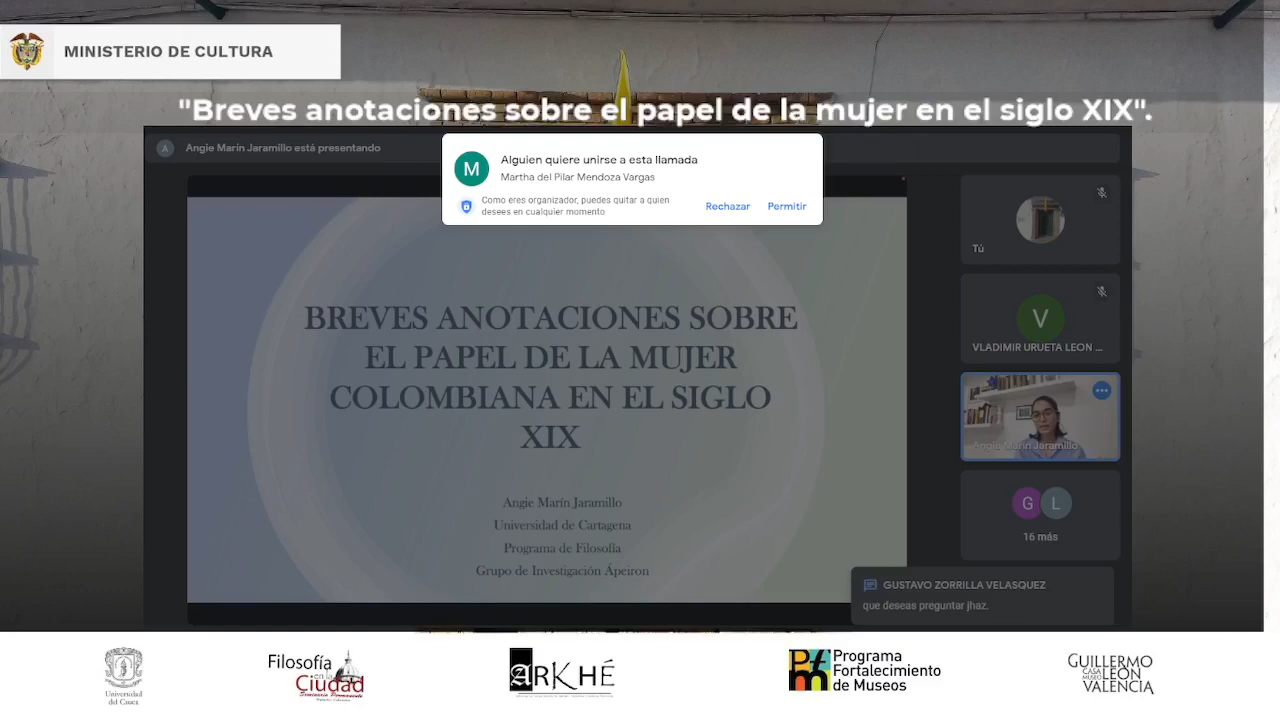 MINISTERIO DE CULTURA
"Breves anotaciones sobre el papel de la mujer en el siglo XIX".
A
Angie Marín Jaramillo está presentando
M
Alguien quiere unirse a esta llamada
Martha del Pilar Mendoza Vargas
Como eres organizador, puedes quitar a quien
desees en cualquier momento
Rechazar
Permitir
BREVES ANOTACIONES SOBRE
EL PAPEL DE LA MUJER
COLOMBIANA EN EL SIGLO
XIX
Angie Marín Jaramillo
Universidad de Cartagena
Programa de Filosofía
Grupo de Investigación Ápeiron
Tú
V
VLADIMIR URUETA LEON ...
Angie Marín Jaramillo
G
L
16 más
GUSTAVO ZORRILLA VELASQUEZ
que deseas preguntar jhaz.
Universidad
del Cauca
Filosofía
en la
Ciudad
Seminario Permanente
ARKHÉ
Pfm
Programa
Fortalecimiento
de Museos
GUILLERMO
CASA MUSEO
LEÓN
VALENCIA